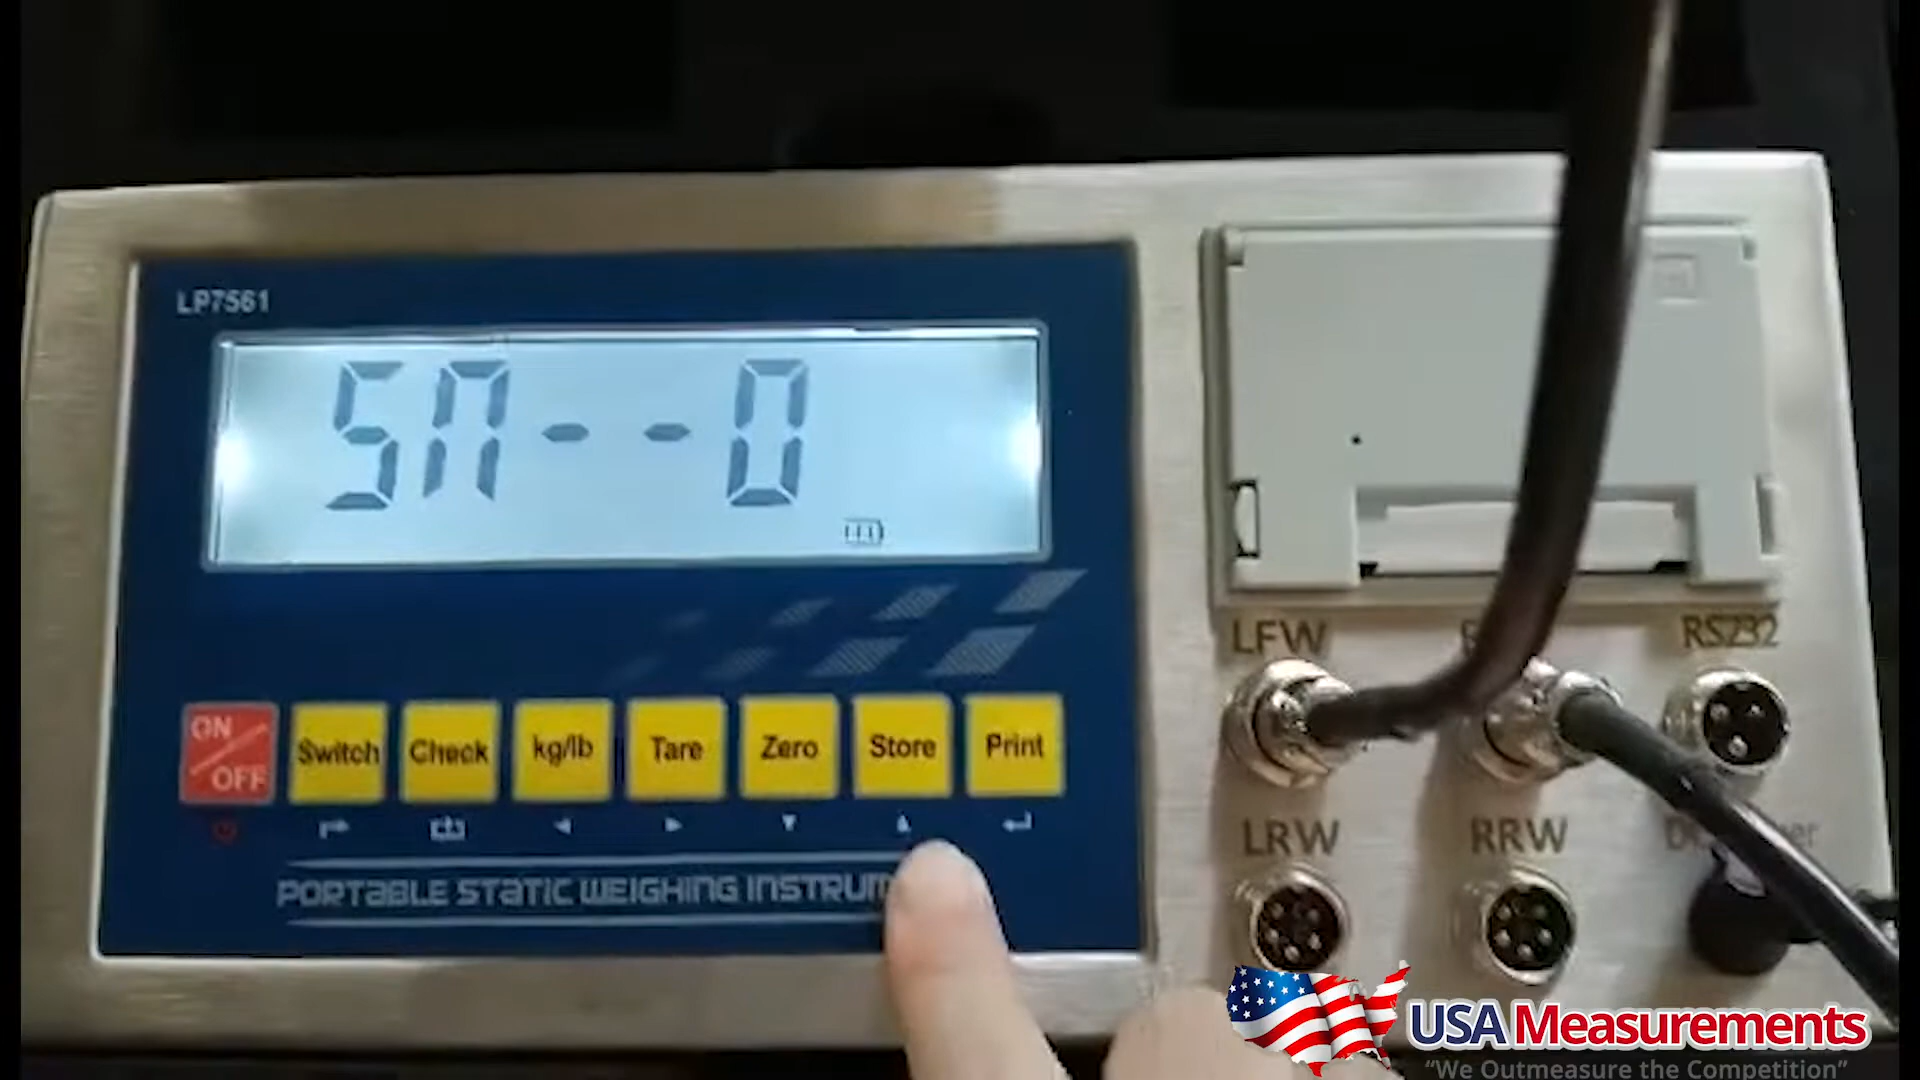 LP7561
Sn--0
ON
OFF
Switch
Check
kg/lb
Tare
Zero
Store
Print
PORTABLE STATIC WEIGHING
LFW
RS232
LRW
RRW
USA Measurements
"We Outmeasure the Competition"